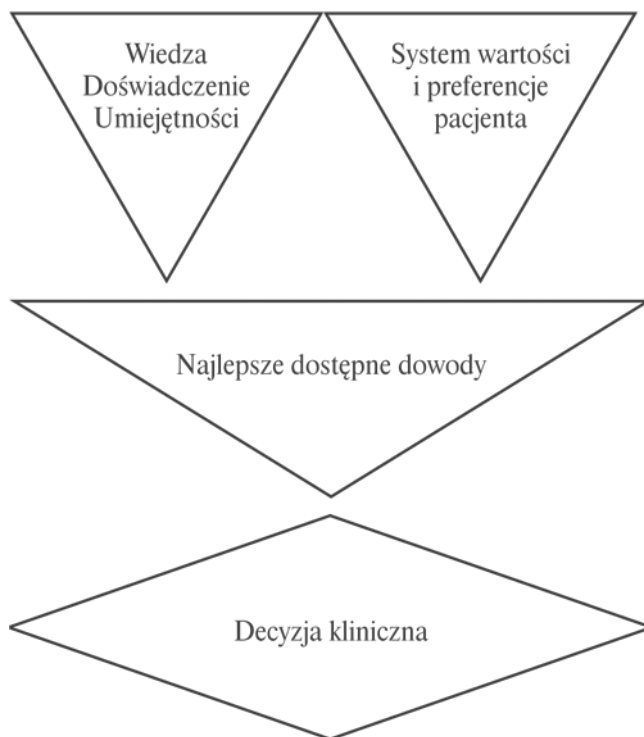 Wiedza
Doświadczenie
Umiejętności
System wartości
i preferencje
pacjenta
Najlepsze dostępne dowody
Decyzja kliniczna